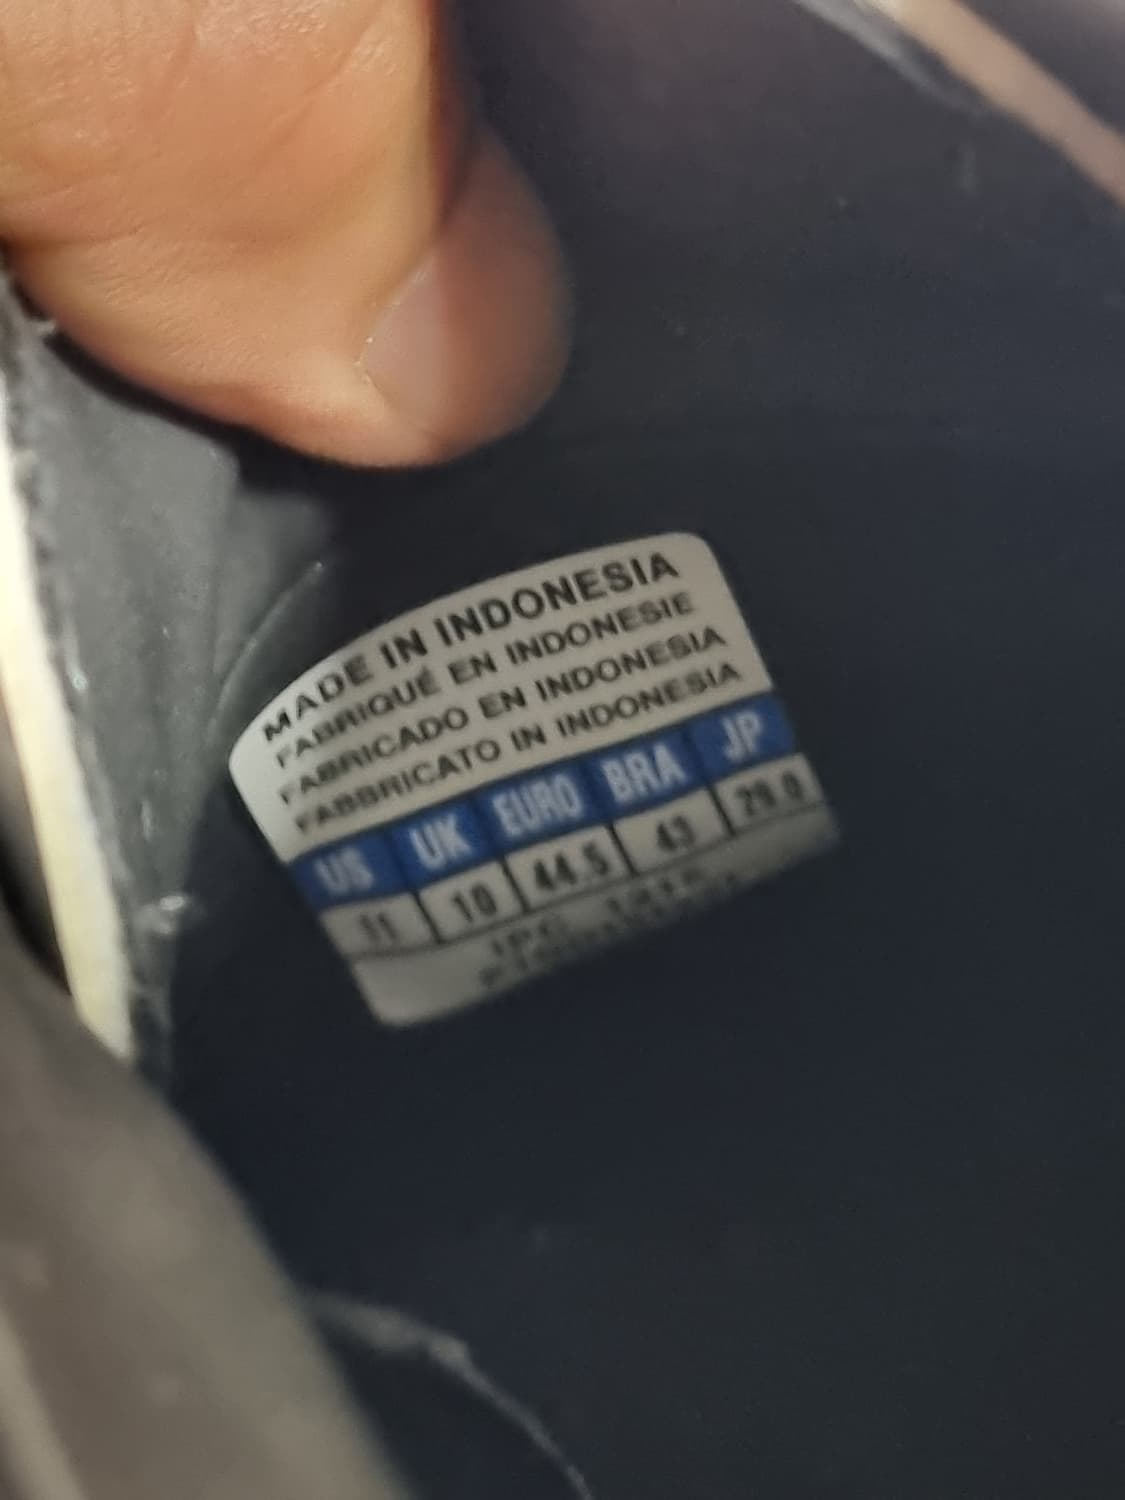 MADE IN INDONESIA
FABRIQUÉ EN INDONESIE
FABRICADO EN INDONESIA
FABBRICATO IN INDONESIA
US UK EURO BRA JP
11 10 44.5 43 29.0